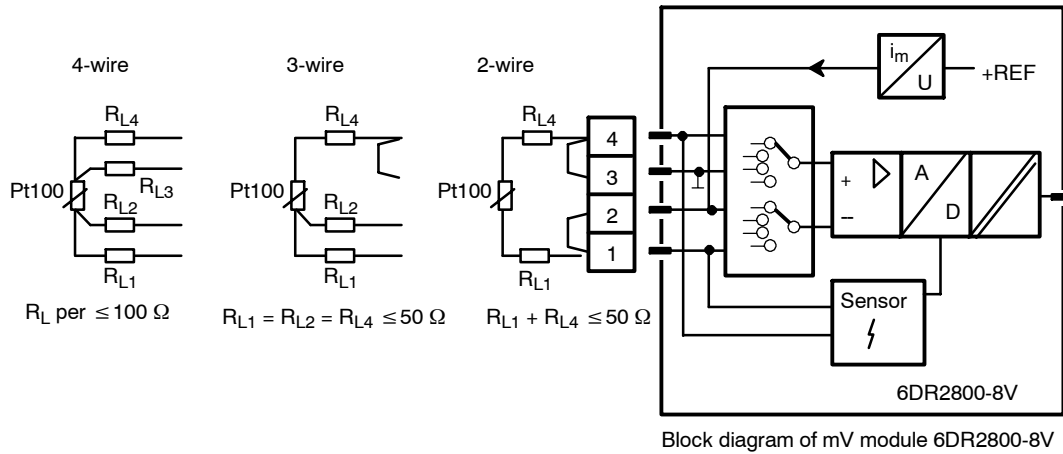 4-wire
R_L4
R_L3
Pt100
R_L2
R_L1
R_L per ≤ 100 Ω
3-wire
R_L4
Pt100
R_L2
R_L1
R_L1 = R_L2 = R_L4 ≤ 50 Ω
2-wire
R_L4
Pt100
R_L1
R_L1 + R_L4 ≤ 50 Ω
4
3
2
1
i_m
U
+REF
+
--
A
D
Sensor
6DR2800-8V
Block diagram of mV module 6DR2800-8V